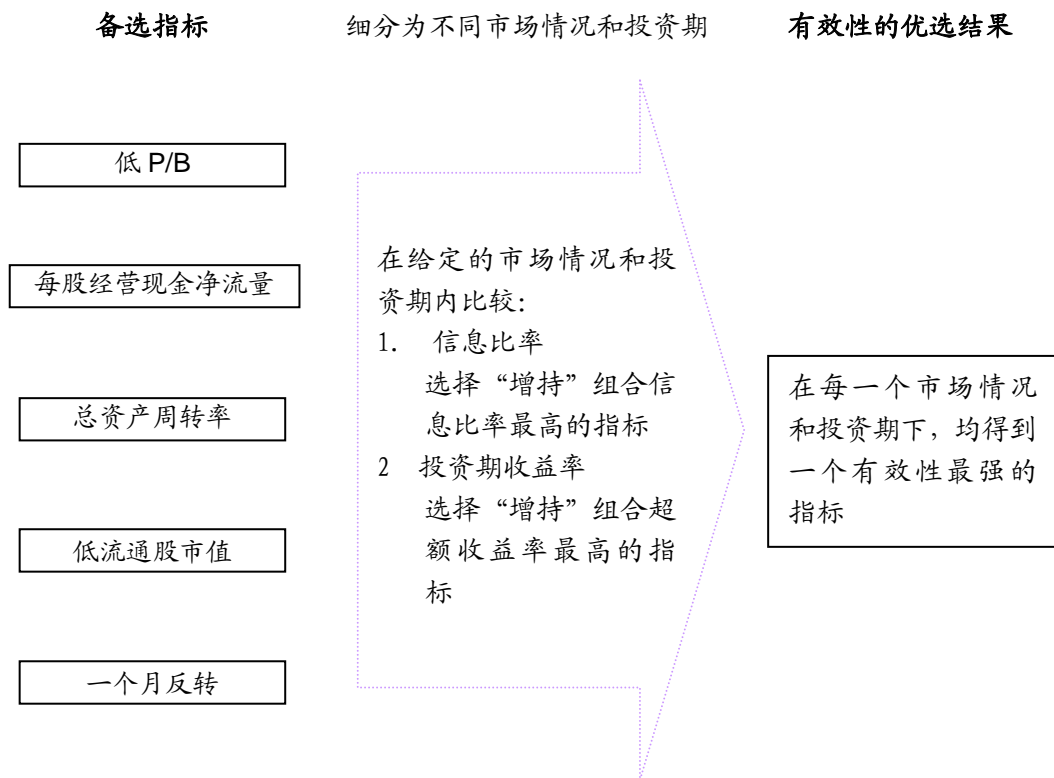 备选指标
细分为不同市场情况和投资期
有效性的优选结果
低 P/B
每股经营现金净流量
总资产周转率
低流通股市值
一个月反转
在给定的市场情况和投
资期内比较：
1. 信息比率
选择“增持”组合信
息比率最高的指标
2 投资期收益率
选择“增持”组合超
额收益率最高的指
标
在每一个市场情况
和投资期下，均得到
一个有效性最强的
指标